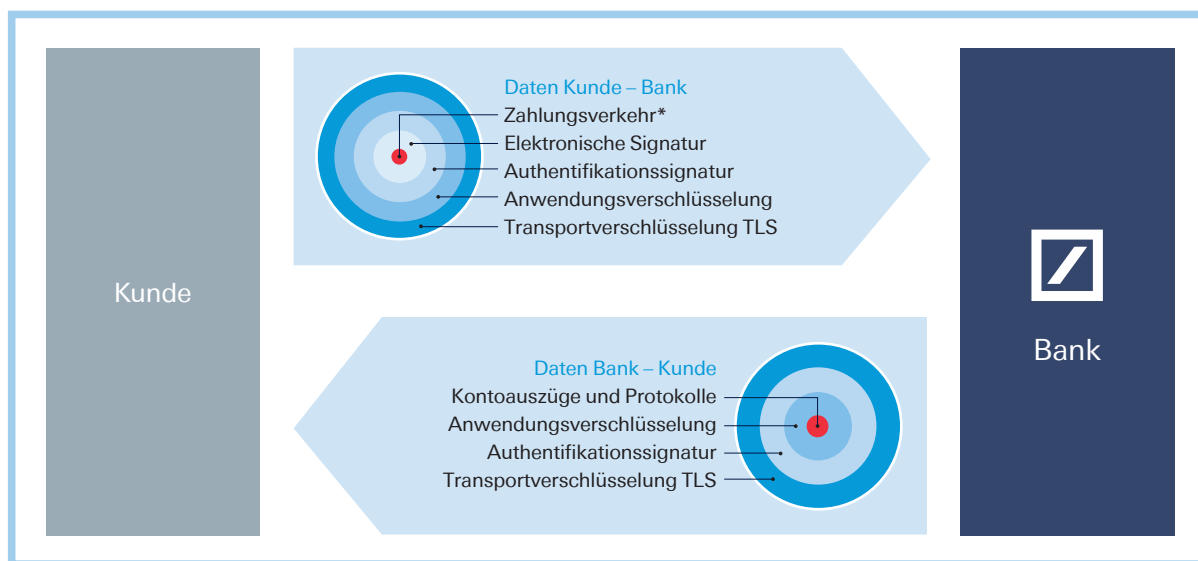 Kunde
Daten Kunde – Bank
Zahlungsverkehr*
Elektronische Signatur
Authentifikationssignatur
Anwendungsverschlüsselung
Transportverschlüsselung TLS
Daten Bank – Kunde
Kontoauszüge und Protokolle
Anwendungsverschlüsselung
Authentifikationssignatur
Transportverschlüsselung TLS
Bank